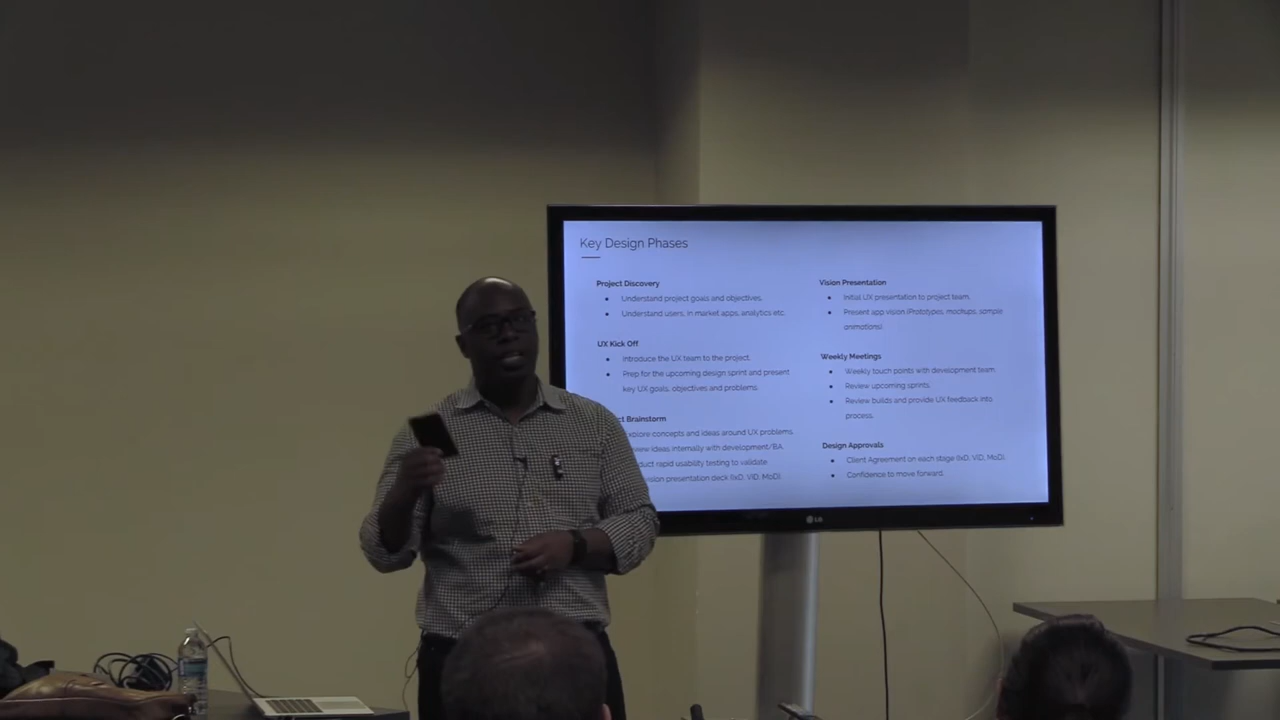 Key Design Phases
Project Discovery
Understand project goals and objectives.
Understand users, in market apps, analytics etc.
UX Kick Off
Introduce the UX team to the project.
Prep for the upcoming design sprint and present
key UX goals, objectives and problems.
Brainstorm
concepts and ideas around UX problems.
ideas internally with development/BA.
rapid usability testing to validate
vision presentation deck (IxD, ViD, MoD)
Vision Presentation
Initial UX presentation to project team.
Present app vision (Prototypes, mockups, sample
animations)
Weekly Meetings
Weekly touch points with development team.
Review upcoming sprints.
Review builds and provide UX feedback into
process.
Design Approvals
Client Agreement on each stage (IxD, ViD, MoD).
Confidence to move forward.
LG